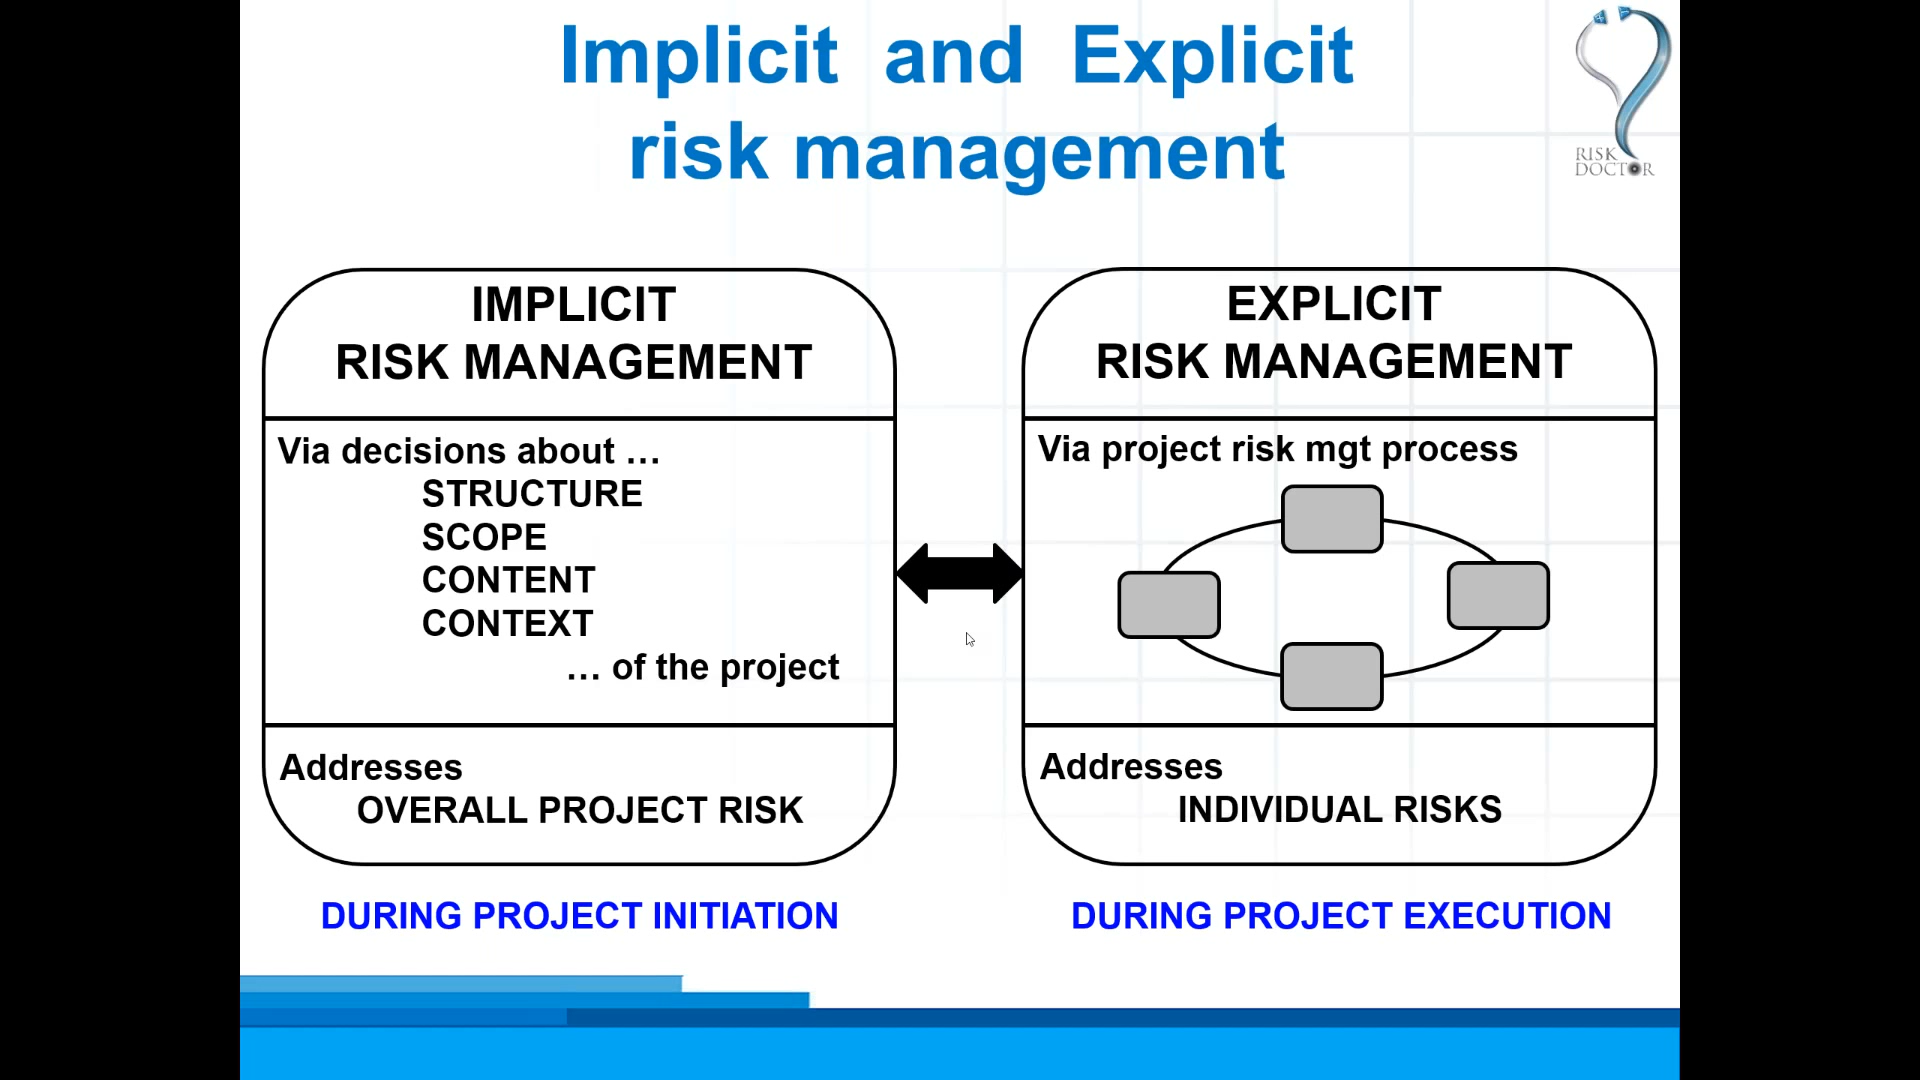 Implicit and Explicit
risk management
RISK
DOCTOR
IMPLICIT
RISK MANAGEMENT
Via decisions about …
STRUCTURE
SCOPE
CONTENT
CONTEXT
… of the project
Addresses
OVERALL PROJECT RISK
DURING PROJECT INITIATION
EXPLICIT
RISK MANAGEMENT
Via project risk mgt process
Addresses
INDIVIDUAL RISKS
DURING PROJECT EXECUTION